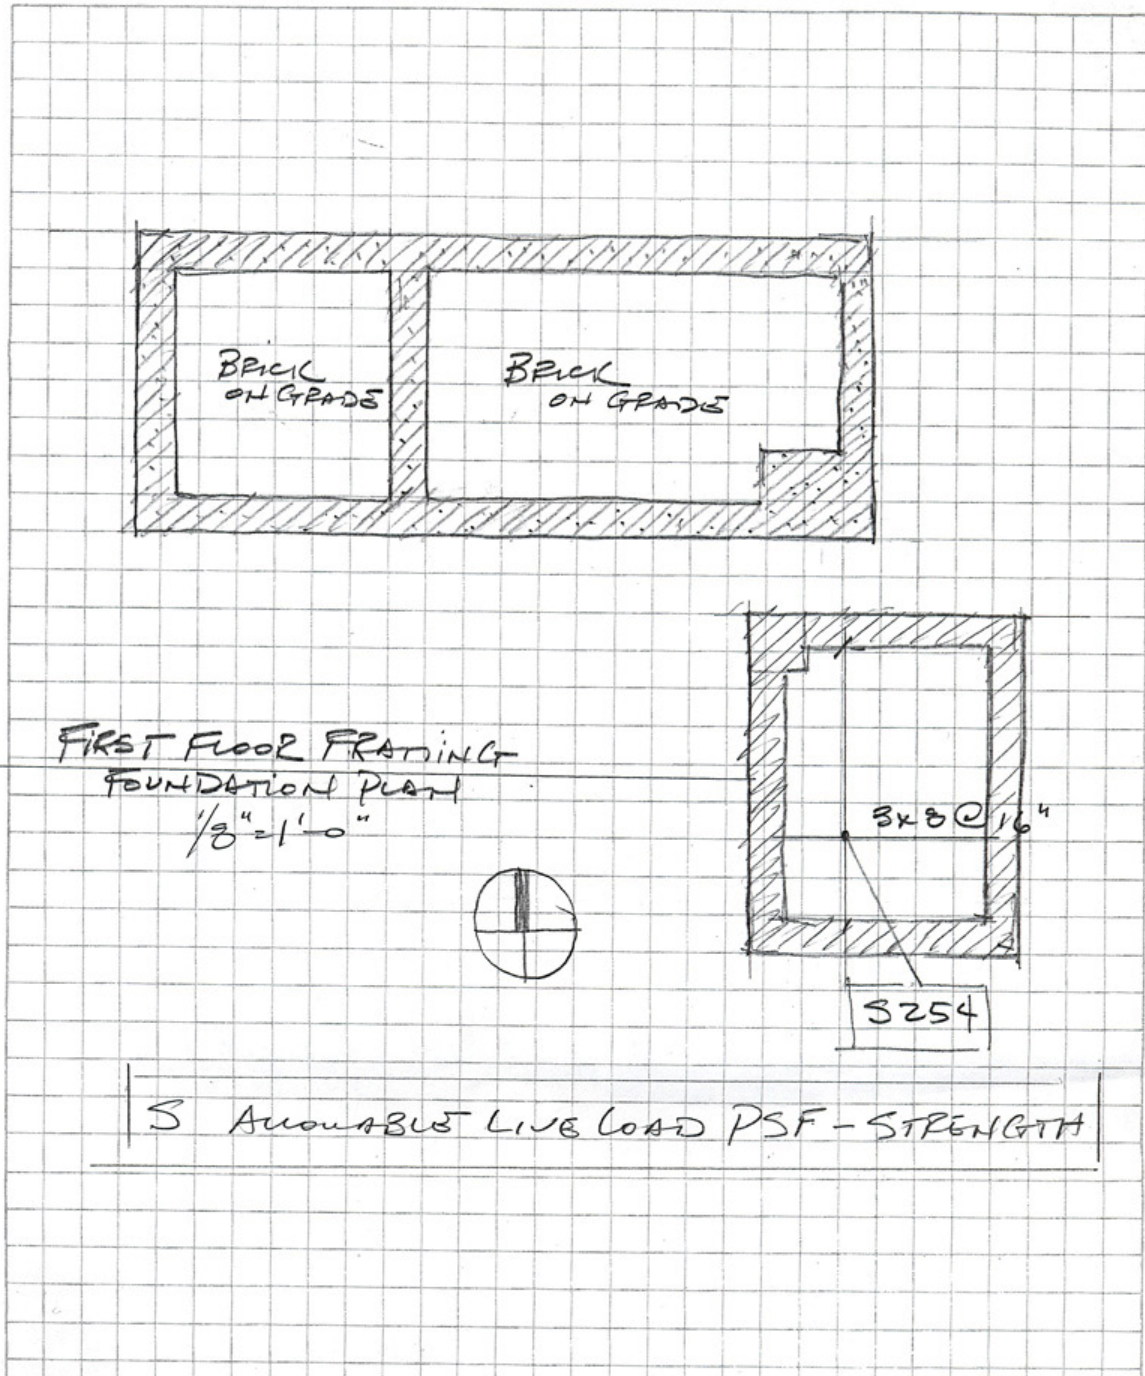 BRICK
ON GRADE
BRICK
ON GRADE
FIRST FLOOR FRAMING
FOUNDATION PLAN
1/8"=1'-0"
3x8@16"
S254
S ALLOWABLE LIVE LOAD PSF-STRENGTH